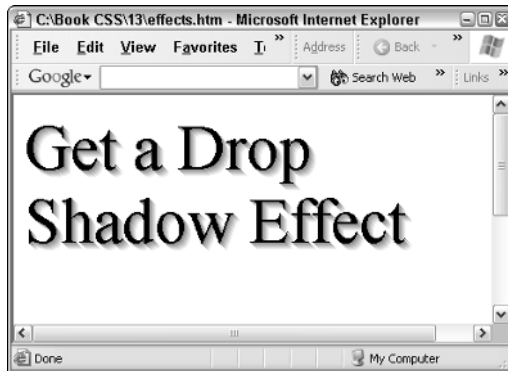 C:\Book CSS\13\effects.htm - Microsoft Internet Explorer
File Edit View Favorites » Address Back »
Google Search Web » Links »
Get a Drop
Shadow Effect
Done My Computer